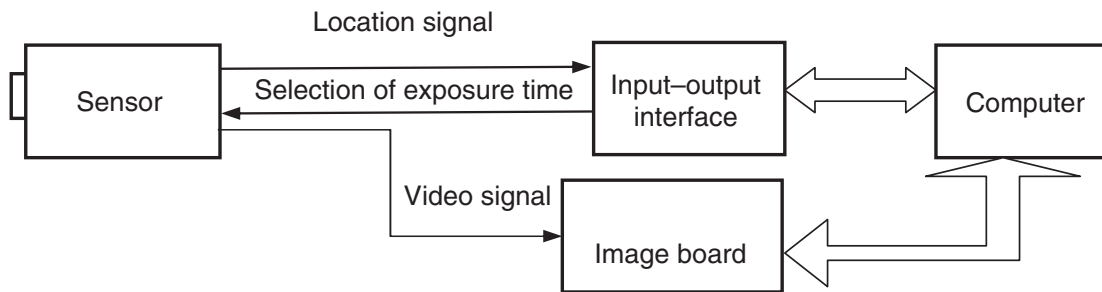 Location signal
Sensor
Selection of exposure time
Input–output
interface
Computer
Video signal
Image board